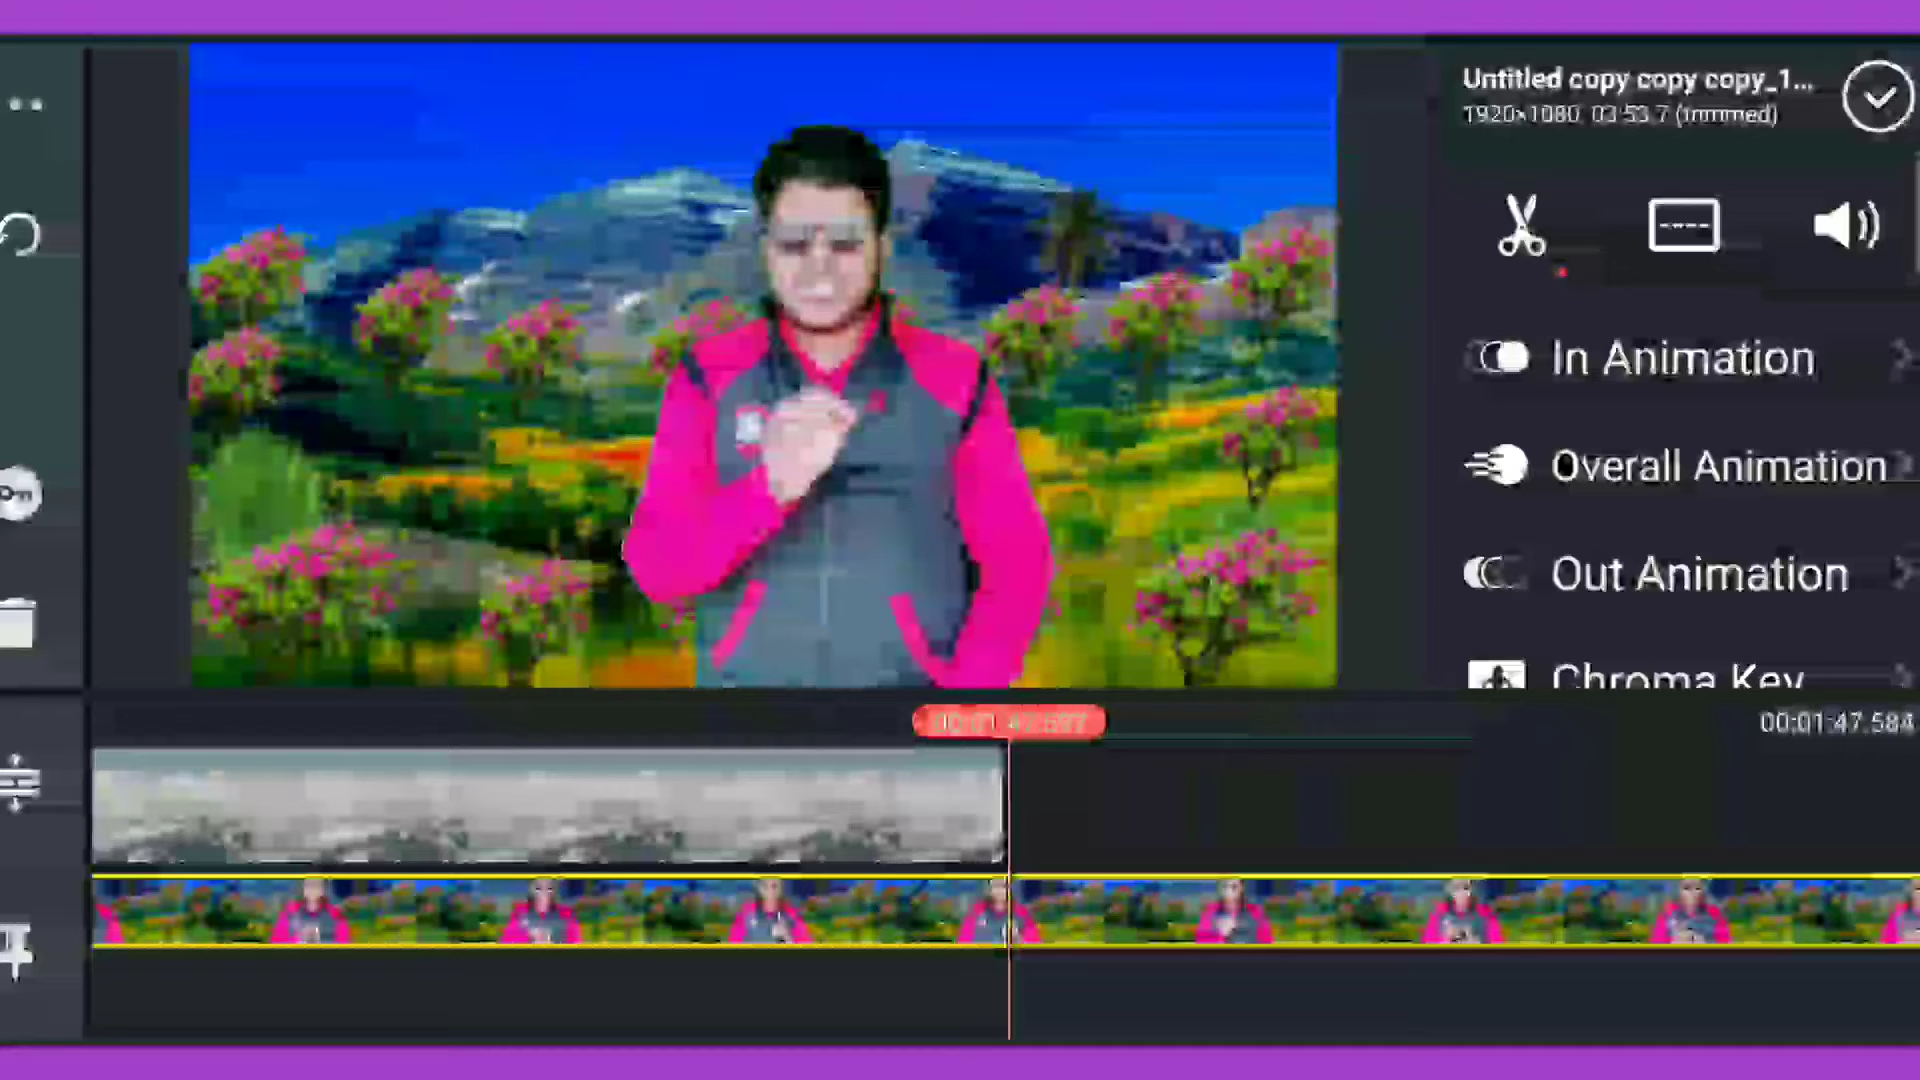 Untitled copy copy copy_1...
1920×1080, 03:53.7 (trimmed)
In Animation
Overall Animation
Out Animation
Chroma Key
00:01:47.584